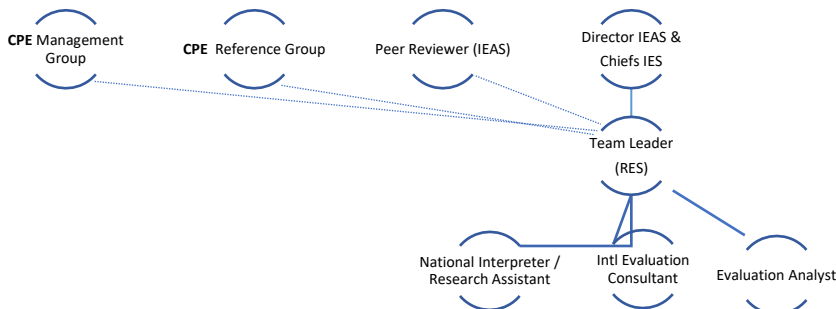 CPE Management
Group
CPE Reference Group
Peer Reviewer (IEAS)
Director IEAS &
Chiefs IES
Team Leader
(RES)
National Interpreter /
Research Assistant
Intl Evaluation
Consultant
Evaluation Analyst